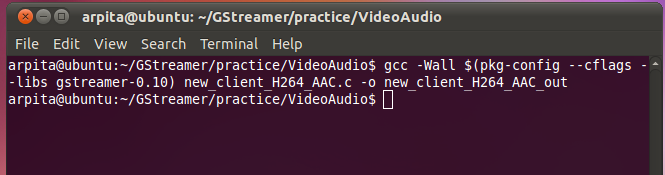 arpita@ubuntu: ~/GStreamer/practice/VideoAudio
File Edit View Search Terminal Help
arpita@ubuntu:~/GStreamer/practice/VideoAudio$ gcc -Wall $(pkg-config --cflags -
-libs gstreamer-0.10) new_client_H264_AAC.c -o new_client_H264_AAC_out
arpita@ubuntu:~/GStreamer/practice/VideoAudio$